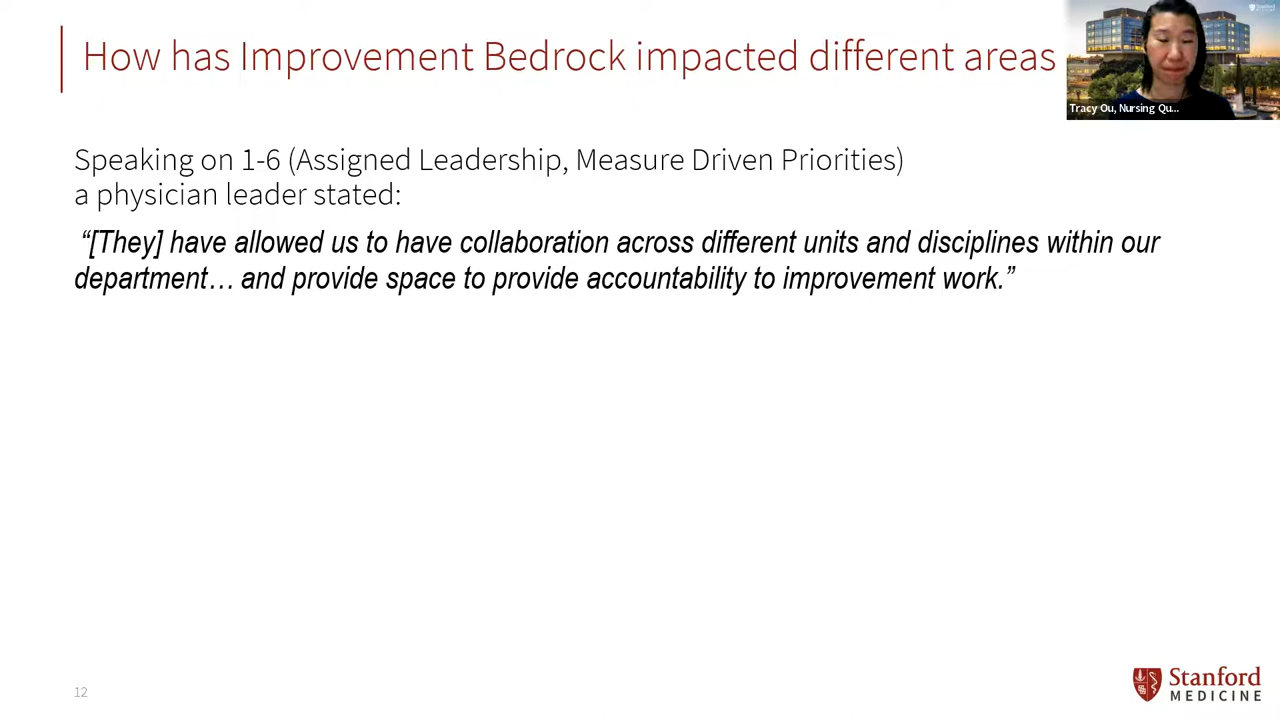 How has Improvement Bedrock impacted different areas
Stanford
MEDICINE
Tracy Ou, Nursing Qu...
Speaking on 1-6 (Assigned Leadership, Measure Driven Priorities)
a physician leader stated:
“[They] have allowed us to have collaboration across different units and disciplines within our
department… and provide space to provide accountability to improvement work.”
12
Stanford
MEDICINE